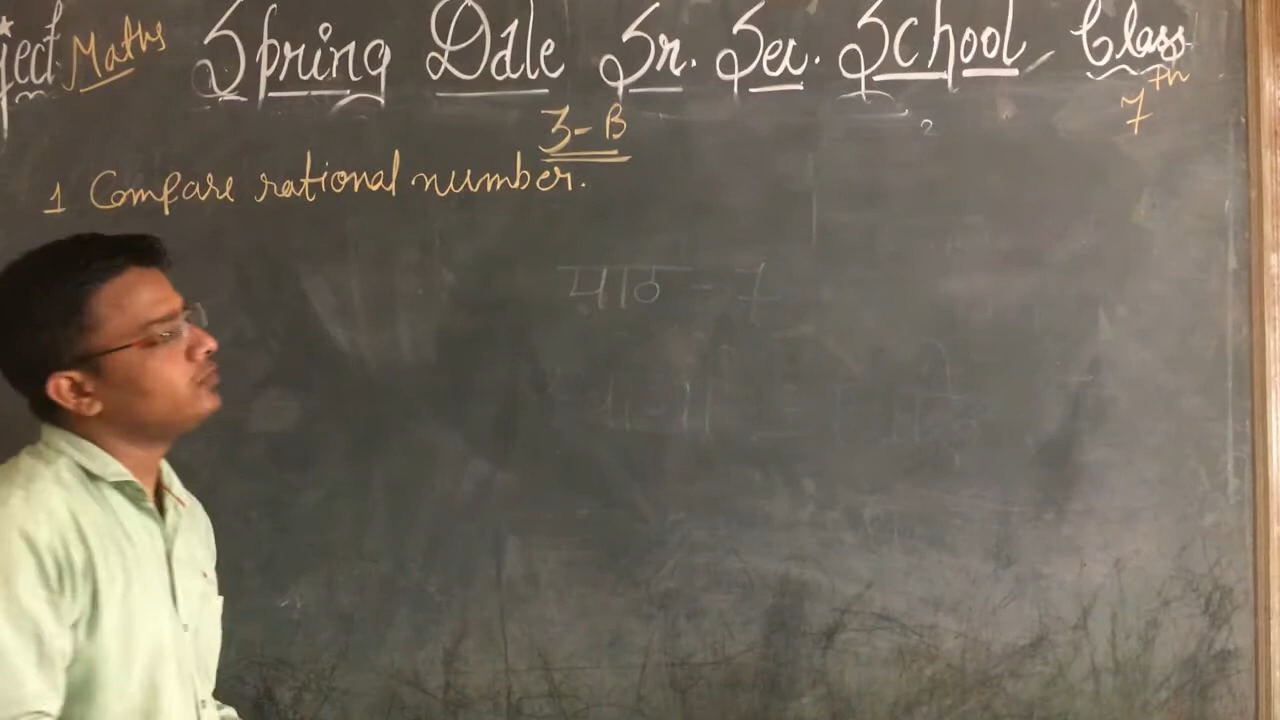 ject Maths Spring Dale Sr. Sec. School Class
7th
3-B
1 Compare rational number.
पाठ - 7